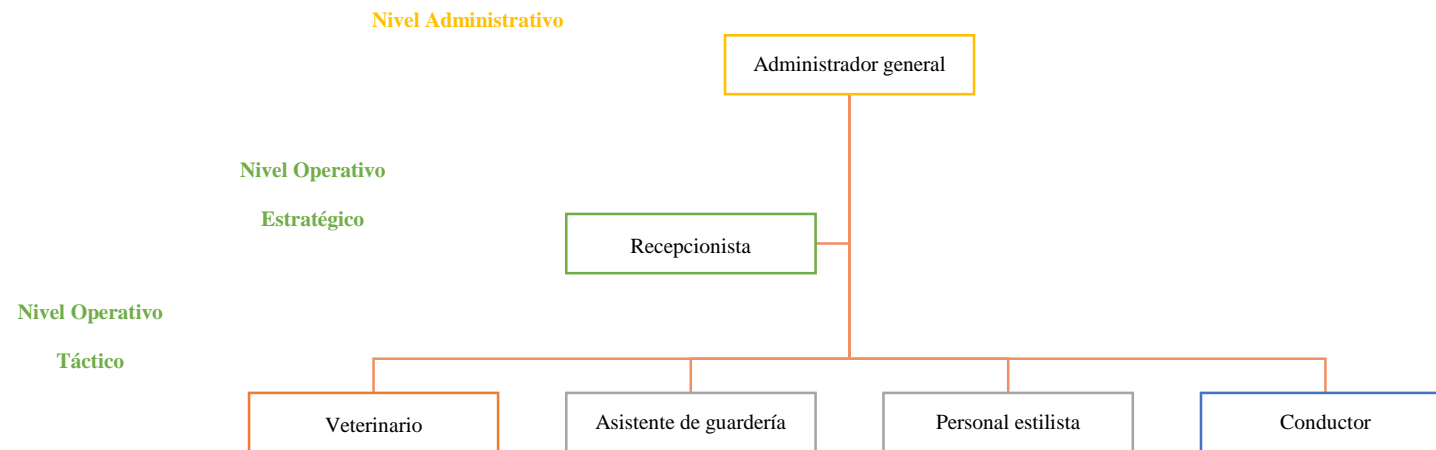 Nivel Administrativo
Administrador general
Nivel Operativo
Estratégico
Recepcionista
Nivel Operativo
Táctico
Veterinario
Asistente de guardería
Personal estilista
Conductor